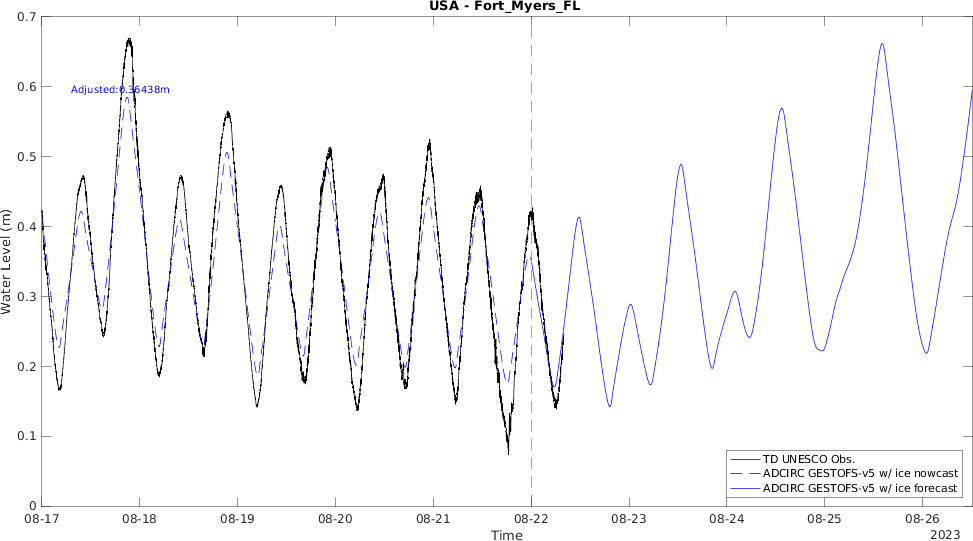 USA - Fort_Myers_FL
0.7
0.6
0.5
0.4
0.3
0.2
0.1
0
Water Level (m)
Adjusted:0.36438m
TD UNESCO Obs.
ADCIRC GESTOFS-v5 w/ ice nowcast
ADCIRC GESTOFS-v5 w/ ice forecast
08-17 08-18 08-19 08-20 08-21 08-22 08-23 08-24 08-25 08-26
Time
2023